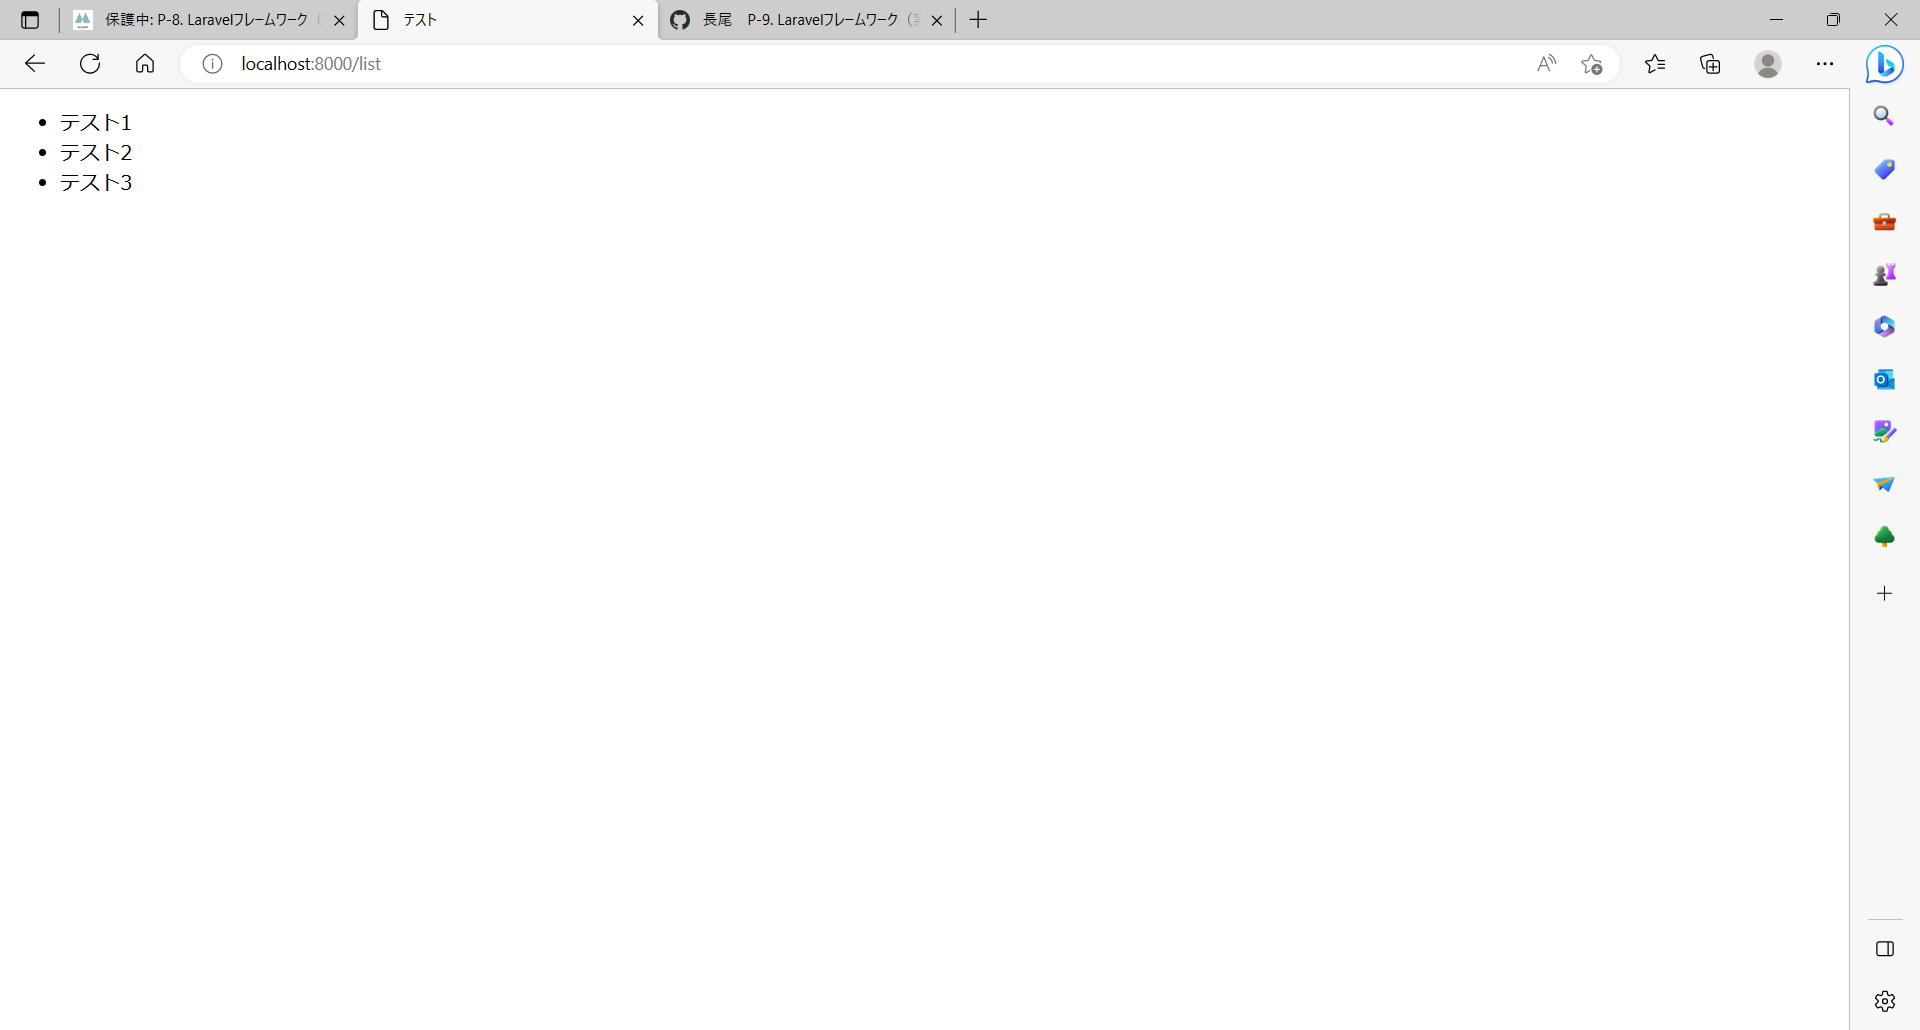 保護中: P-8. Laravelフレームワーク（
テスト
長尾　P-9. Laravelフレームワーク（
localhost:8000/list
テスト1
テスト2
テスト3